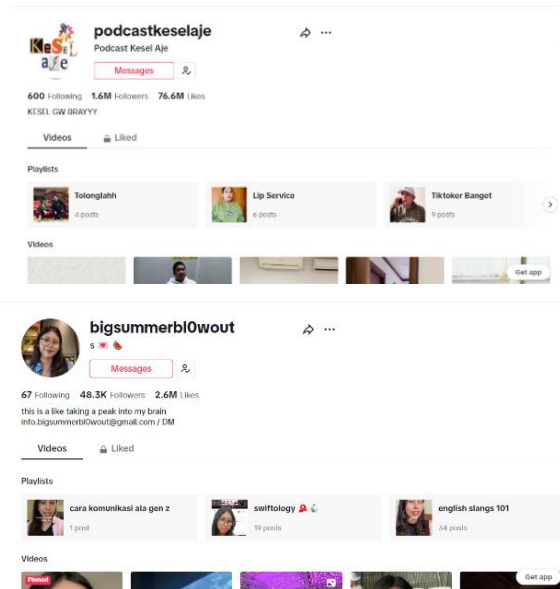 KeSeL
aJe
podcastkeselaje
Podcast Kesel Aje
Messages
600 Following 1.6M Followers 76.6M Likes
KESEL GW BRAYYY
Videos Liked
Playlists
Tolonglahh
4 posts
Lip Service
6 posts
Tiktoker Banget
9 posts
Videos
Get app
bigsummerbl0wout
s 💌 🍉
Messages
67 Following 48.3K Followers 2.6M Likes
this is a like taking a peak into my brain
info.bigsummerbl0wout@gmail.com / DM
Videos Liked
Playlists
cara komunikasi ala gen z
1 post
swiftology
19 posts
english slangs 101
34 posts
Videos
Pinned
Get app